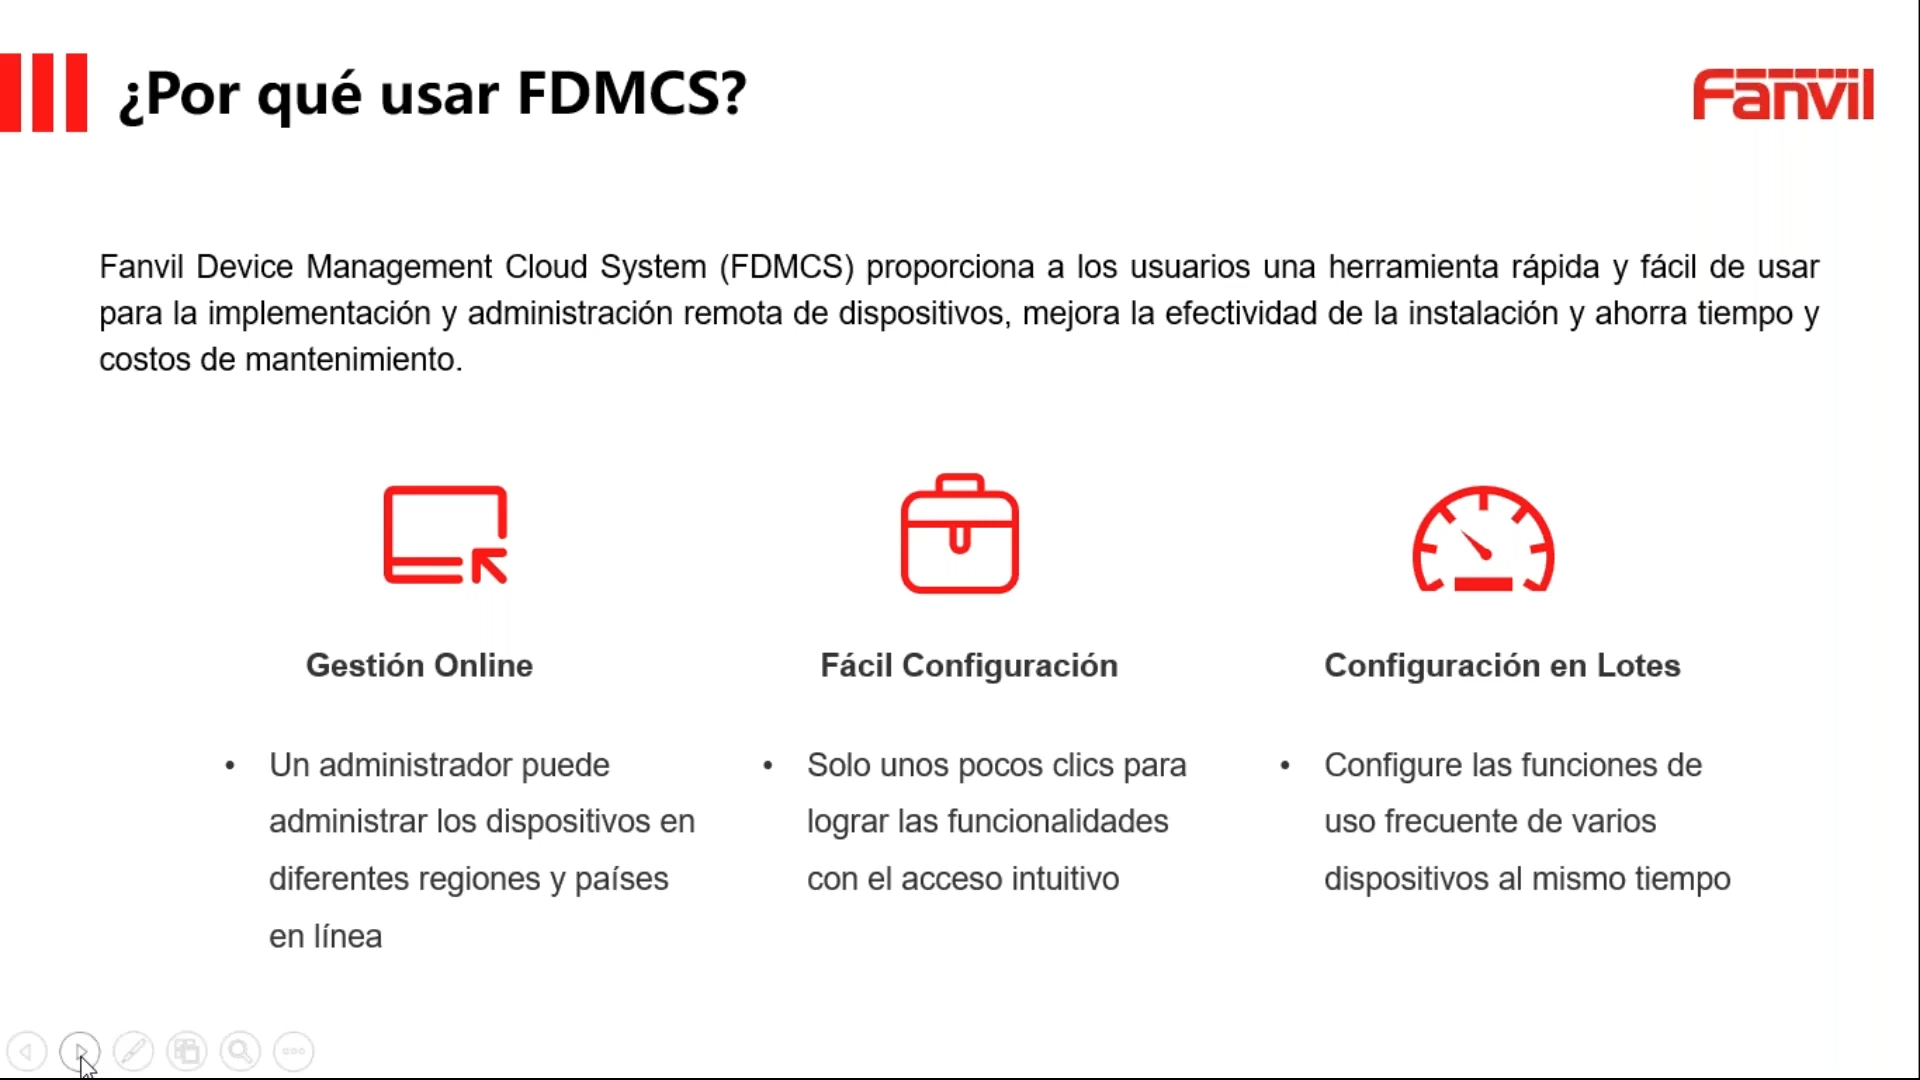 ¿Por qué usar FDMCS?
Fanvil
Fanvil Device Management Cloud System (FDMCS) proporciona a los usuarios una herramienta rápida y fácil de usar
para la implementación y administración remota de dispositivos, mejora la efectividad de la instalación y ahorra tiempo y
costos de mantenimiento.
Gestión Online
• Un administrador puede
administrar los dispositivos en
diferentes regiones y países
en línea
Fácil Configuración
• Solo unos pocos clics para
lograr las funcionalidades
con el acceso intuitivo
Configuración en Lotes
• Configure las funciones de
uso frecuente de varios
dispositivos al mismo tiempo